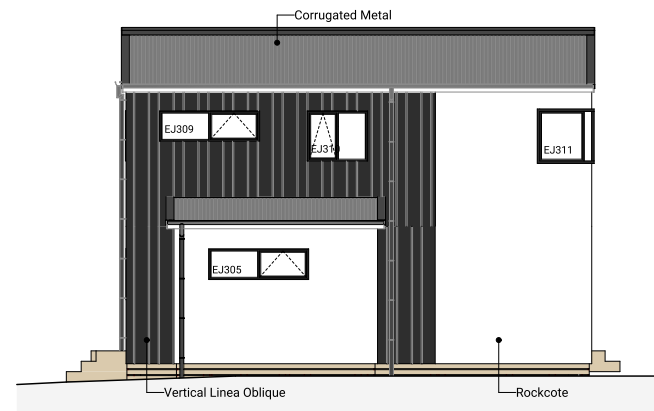 Corrugated Metal
EJ309
EJ310
EJ311
EJ305
Vertical Linea Oblique
Rockcote